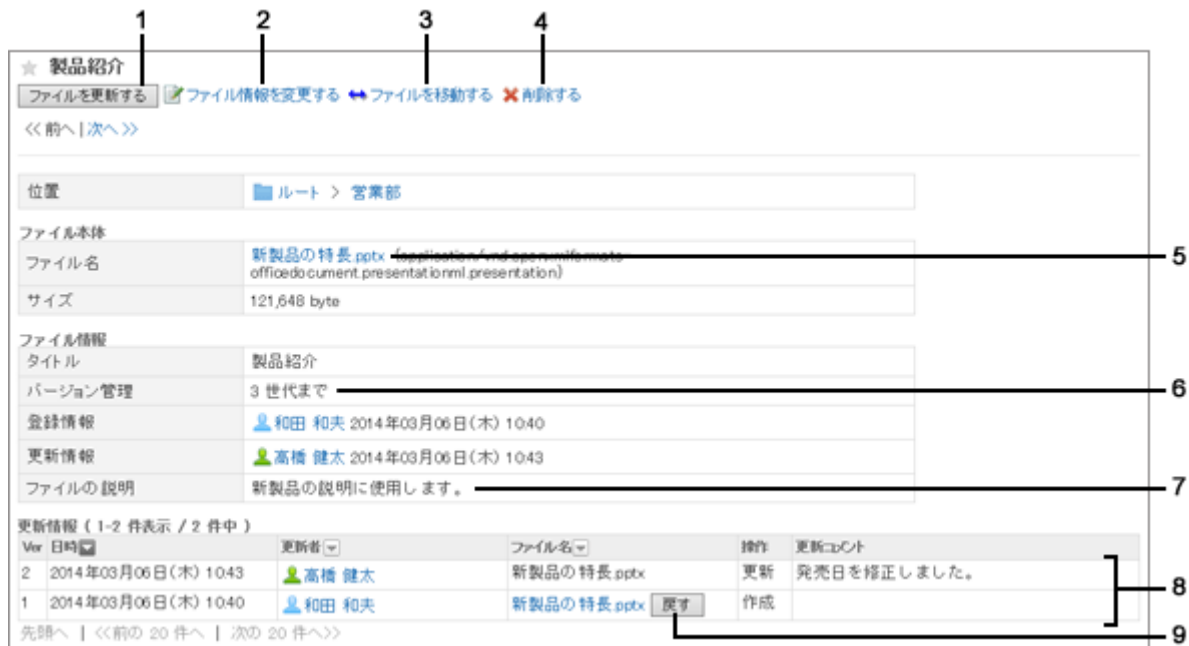 1 2 3 4
製品紹介
ファイルを更新する ファイル情報を変更する ファイルを移動する 削除する
<< 前へ | 次へ >>
位置 ルート > 営業部
ファイル本体
ファイル名 新製品の特長.pptx (application/vnd.openxmlformats- 5
officedocument.presentationml.presentation)
サイズ 121,648 byte
ファイル情報
タイトル 製品紹介
バージョン管理 3 世代まで 6
登録情報 和田 和夫 2014年03月06日(木) 10:40
更新情報 高橋 健太 2014年03月06日(木) 10:43
ファイルの説明 新製品の説明に使用します。 7
更新情報 ( 1-2 件表示 / 2 件中 )
Ver 日時 更新者 ファイル名 操作 更新コメント
2 2014年03月06日(木) 10:43 高橋 健太 新製品の特長.pptx 更新 発売日を修正しました。
8
1 2014年03月06日(木) 10:40 和田 和夫 新製品の特長.pptx 戻す 作成
先頭へ | <<前の 20 件へ | 次の 20 件へ>>
9